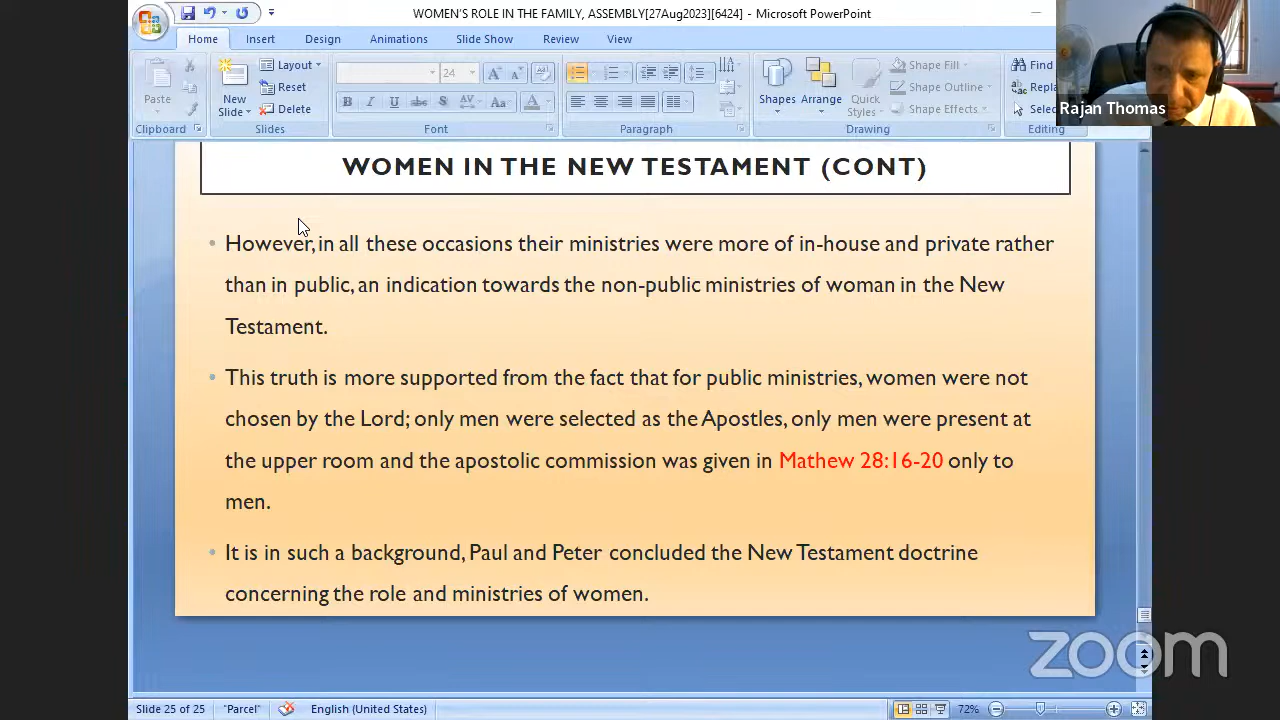 WOMEN'S ROLE IN THE FAMILY,ASSEMBLY[27Aug2023][6424] - Microsoft PowerPoint
Home Insert Design Animations Slide Show Review View
Paste
Clipboard
New Slide
Layout
Reset
Delete
Slides
24
B I U abc S AV Aa A
Font
Paragraph
Shapes Arrange Quick Styles
Shape Fill
Shape Outline
Shape Effects
Drawing
Find
Editing
Rajan Thomas
WOMEN IN THE NEW TESTAMENT (CONT)
• However, in all these occasions their ministries were more of in-house and private rather
than in public, an indication towards the non-public ministries of woman in the New
Testament.
• This truth is more supported from the fact that for public ministries, women were not
chosen by the Lord; only men were selected as the Apostles, only men were present at
the upper room and the apostolic commission was given in Mathew 28:16-20 only to
men.
• It is in such a background, Paul and Peter concluded the New Testament doctrine
concerning the role and ministries of women.
zoom
Slide 25 of 25 "Parcel" English (United States) 72%